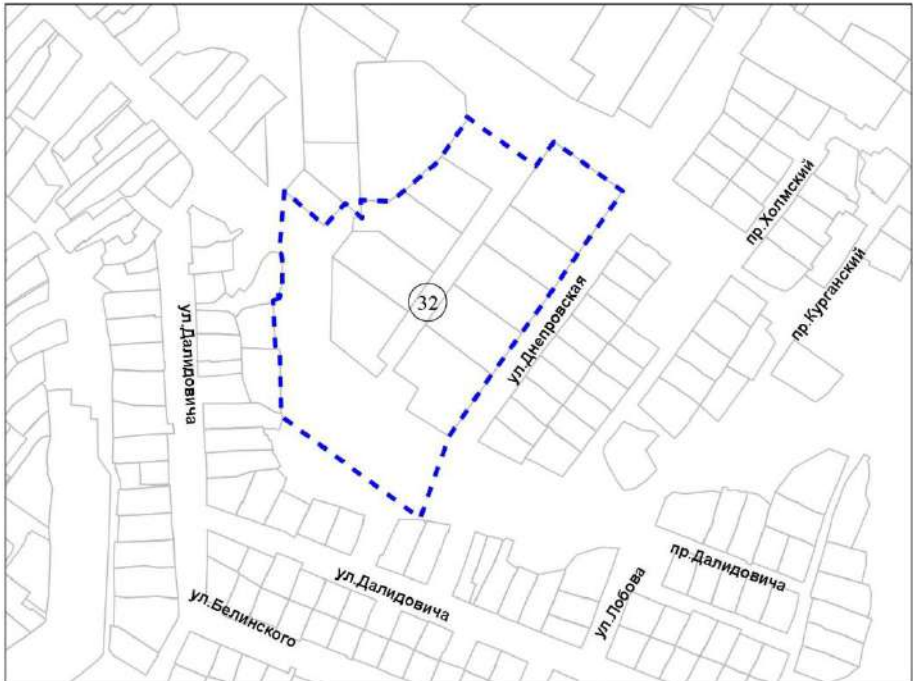 пр.Холмский
пр.Курганский
32
ул.Днепровская
ул.Далидовича
пр.Далидовича
ул.Далидовича
ул.Лобова
ул.Белинского